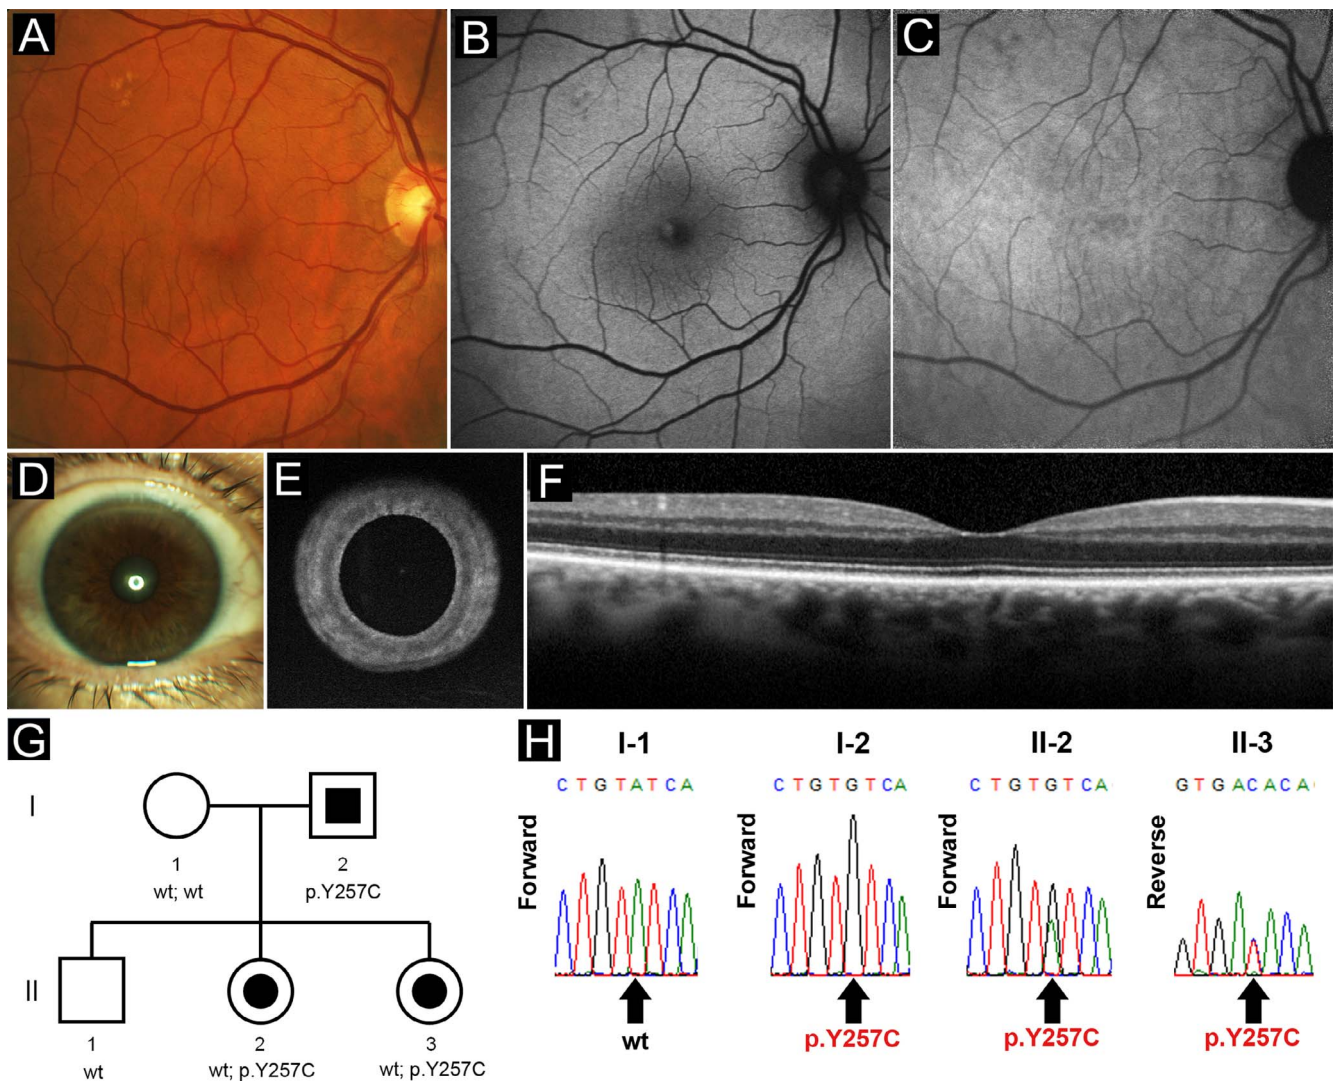 A
B
C
D
E
F
G
I
1
wt; wt
2
p.Y257C
II
1
wt
2
wt; p.Y257C
3
wt; p.Y257C
H
I-1
I-2
II-2
II-3
C T G T A T C A
C T G T G T C A
C T G T G T C A
G T G A C A C A
Forward
Forward
Forward
Reverse
wt
p.Y257C
p.Y257C
p.Y257C